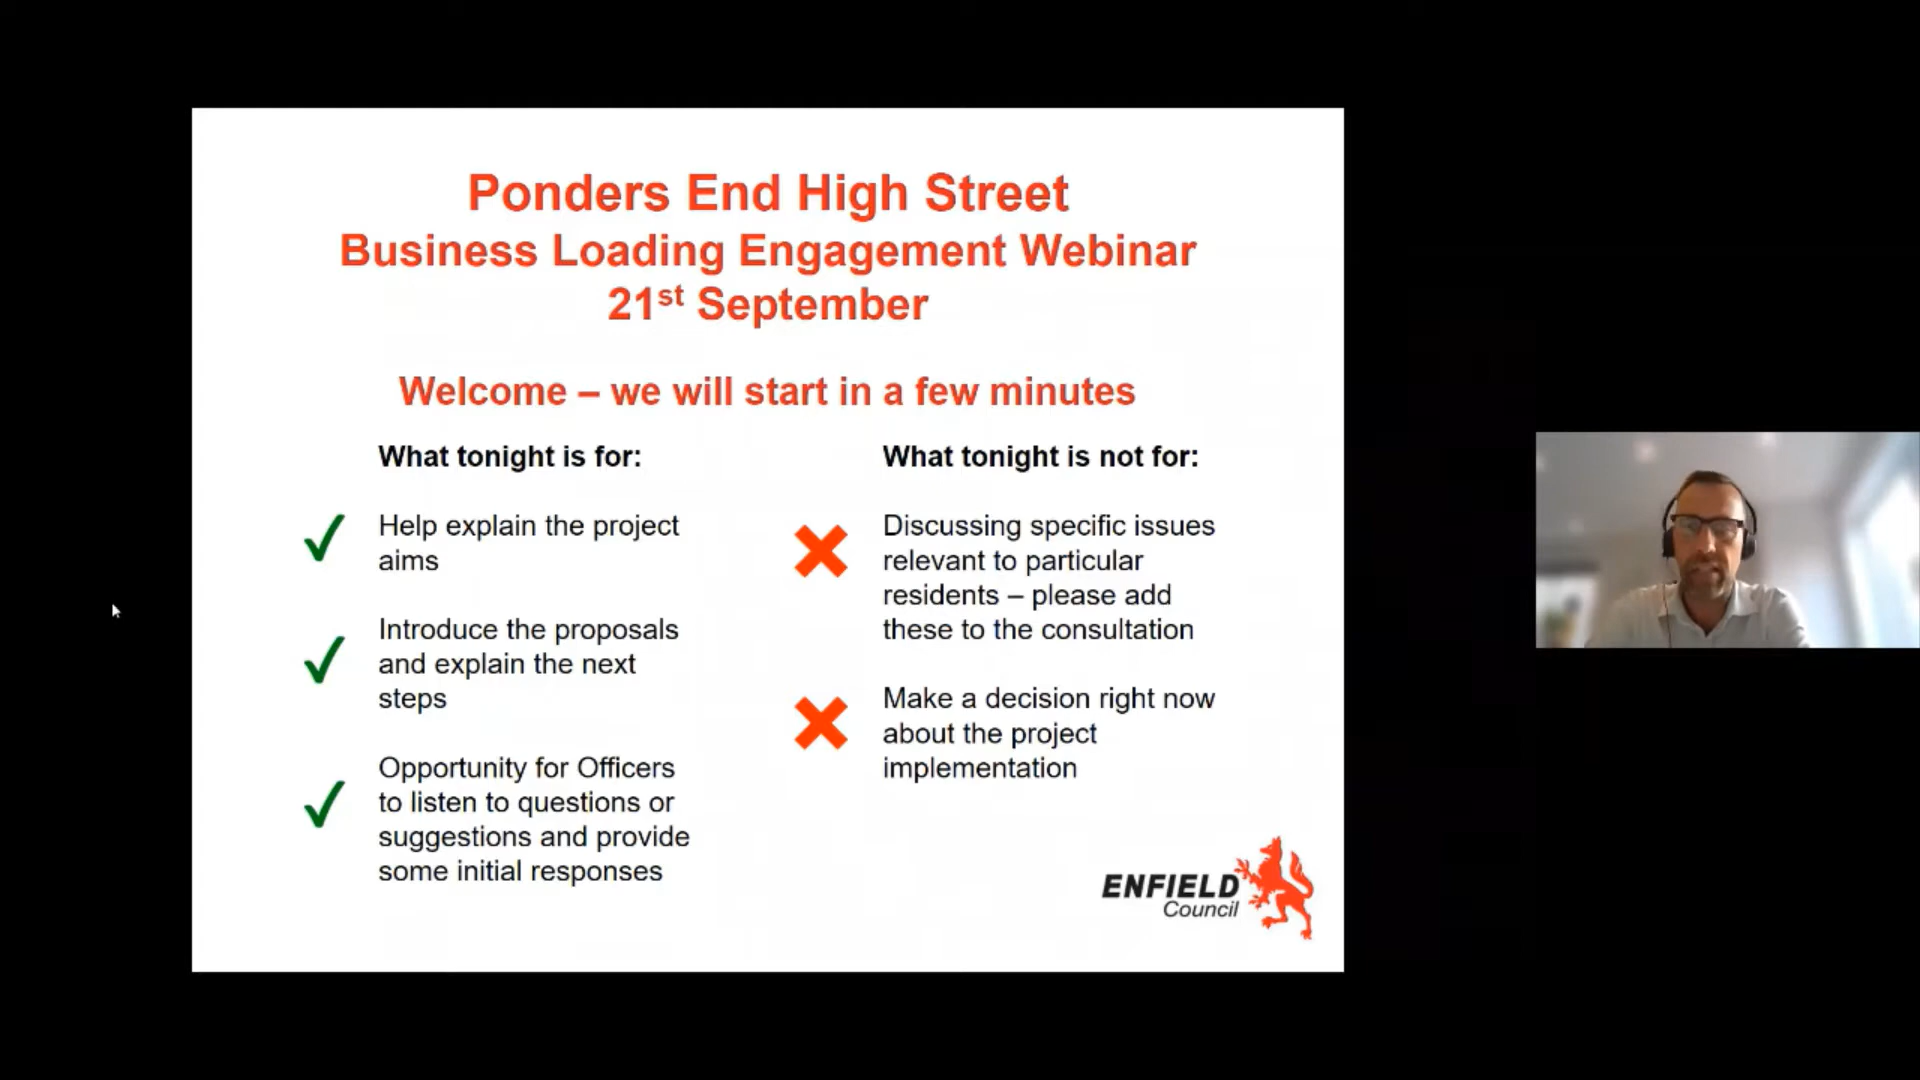 Ponders End High Street
Business Loading Engagement Webinar
21st September
Welcome – we will start in a few minutes
What tonight is for:
Help explain the project
aims
Introduce the proposals
and explain the next
steps
Opportunity for Officers
to listen to questions or
suggestions and provide
some initial responses
What tonight is not for:
Discussing specific issues
relevant to particular
residents – please add
these to the consultation
Make a decision right now
about the project
implementation
ENFIELD
Council